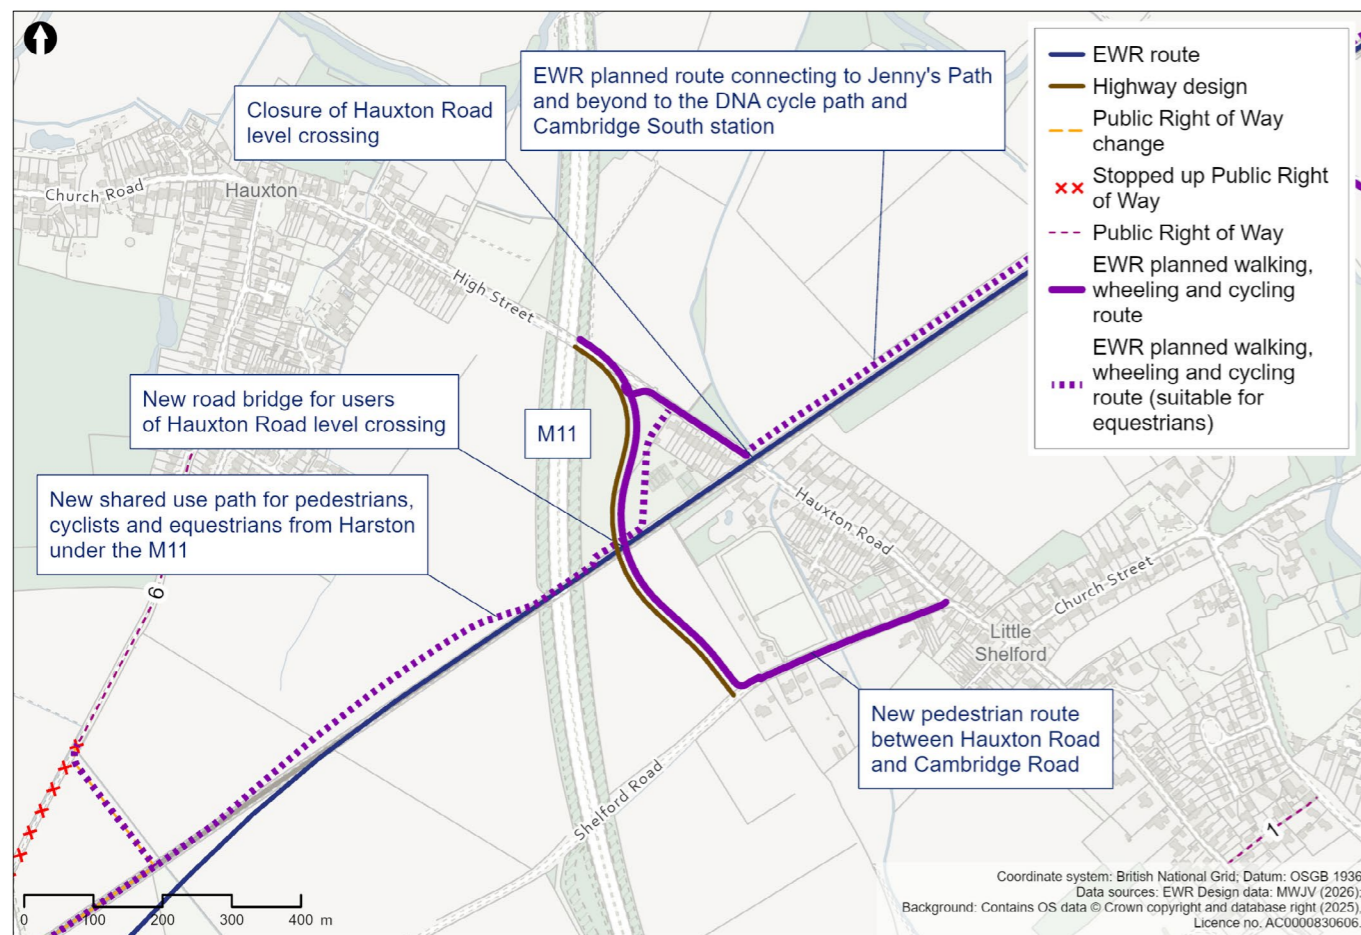 EWR planned route connecting to Jenny's Path
and beyond to the DNA cycle path and
Cambridge South station
Closure of Hauxton Road
level crossing
EWR route
Highway design
Public Right of Way
change
Stopped up Public Right
of Way
Public Right of Way
EWR planned walking,
wheeling and cycling
route
EWR planned walking,
wheeling and cycling
route (suitable for
equestrians)
Church Road
Hauxton
High Street
New road bridge for users
of Hauxton Road level crossing
M11
New shared use path for pedestrians,
cyclists and equestrians from Harston
under the M11
Hauxton Road
Church Street
6
Little
Shelford
New pedestrian route
between Hauxton Road
and Cambridge Road
Shelford Road
1
0 100 200 300 400 m
Coordinate system: British National Grid; Datum: OSGB 1936
Data sources: EWR Design data: MWJV (2026);
Background: Contains OS data © Crown copyright and database right (2025),
Licence no. AC0000830606.